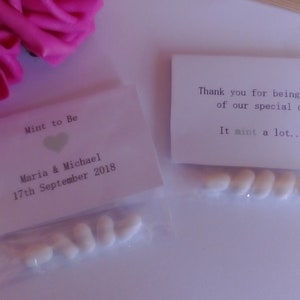 Mint to Be
Maria & Michael
17th September 2018
Thank you for being
of our special
It mint a lot..